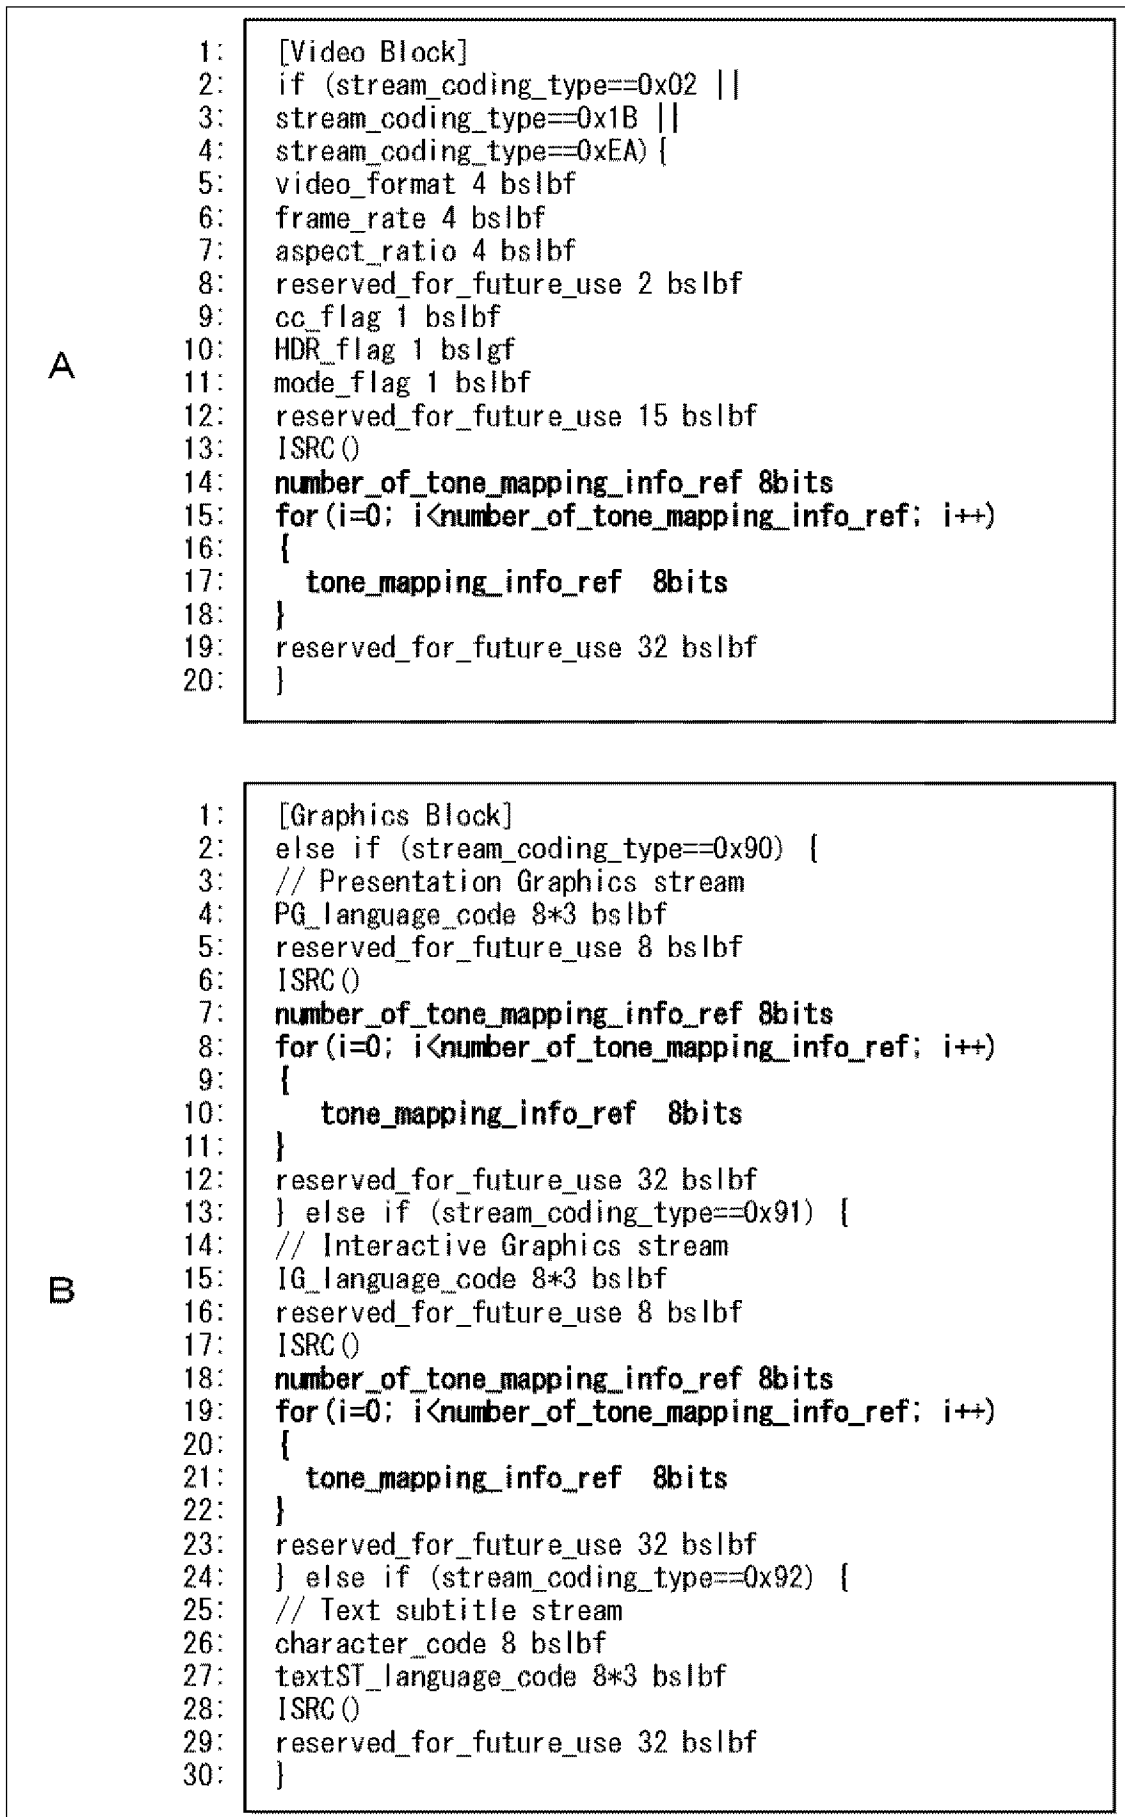 A
1: [Video Block]
2: if (stream_coding_type==0x02 ||
3: stream_coding_type==0x1B ||
4: stream_coding_type==0xEA) {
5: video_format 4 bslbf
6: frame_rate 4 bslbf
7: aspect_ratio 4 bslbf
8: reserved_for_future_use 2 bslbf
9: cc_flag 1 bslbf
10: HDR_flag 1 bslgf
11: mode_flag 1 bslbf
12: reserved_for_future_use 15 bslbf
13: ISRC()
14: number_of_tone_mapping_info_ref 8bits
15: for(i=0; i<number_of_tone_mapping_info_ref; i++)
16: {
17: tone_mapping_info_ref 8bits
18: }
19: reserved_for_future_use 32 bslbf
20: }
B
1: [Graphics Block]
2: else if (stream_coding_type==0x90) {
3: // Presentation Graphics stream
4: PG_language_code 8*3 bslbf
5: reserved_for_future_use 8 bslbf
6: ISRC()
7: number_of_tone_mapping_info_ref 8bits
8: for(i=0; i<number_of_tone_mapping_info_ref; i++)
9: {
10: tone_mapping_info_ref 8bits
11: }
12: reserved_for_future_use 32 bslbf
13: } else if (stream_coding_type==0x91) {
14: // Interactive Graphics stream
15: IG_language_code 8*3 bslbf
16: reserved_for_future_use 8 bslbf
17: ISRC()
18: number_of_tone_mapping_info_ref 8bits
19: for(i=0; i<number_of_tone_mapping_info_ref; i++)
20: {
21: tone_mapping_info_ref 8bits
22: }
23: reserved_for_future_use 32 bslbf
24: } else if (stream_coding_type==0x92) {
25: // Text subtitle stream
26: character_code 8 bslbf
27: textST_language_code 8*3 bslbf
28: ISRC()
29: reserved_for_future_use 32 bslbf
30: }